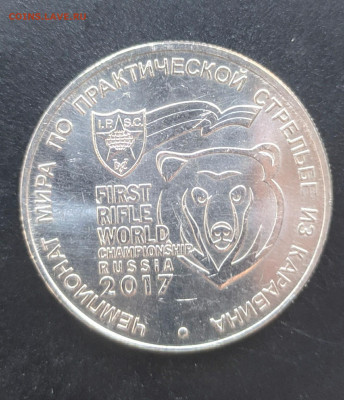 ЧЕМПИОНАТ МИРА ПО ПРАКТИЧЕСКОЙ СТРЕЛЬБЕ ИЗ КАРАБИНА
I.P.S.C.
FIRST
RIFLE
WORLD
CHAMPIONSHIP
RUSSIA
2017